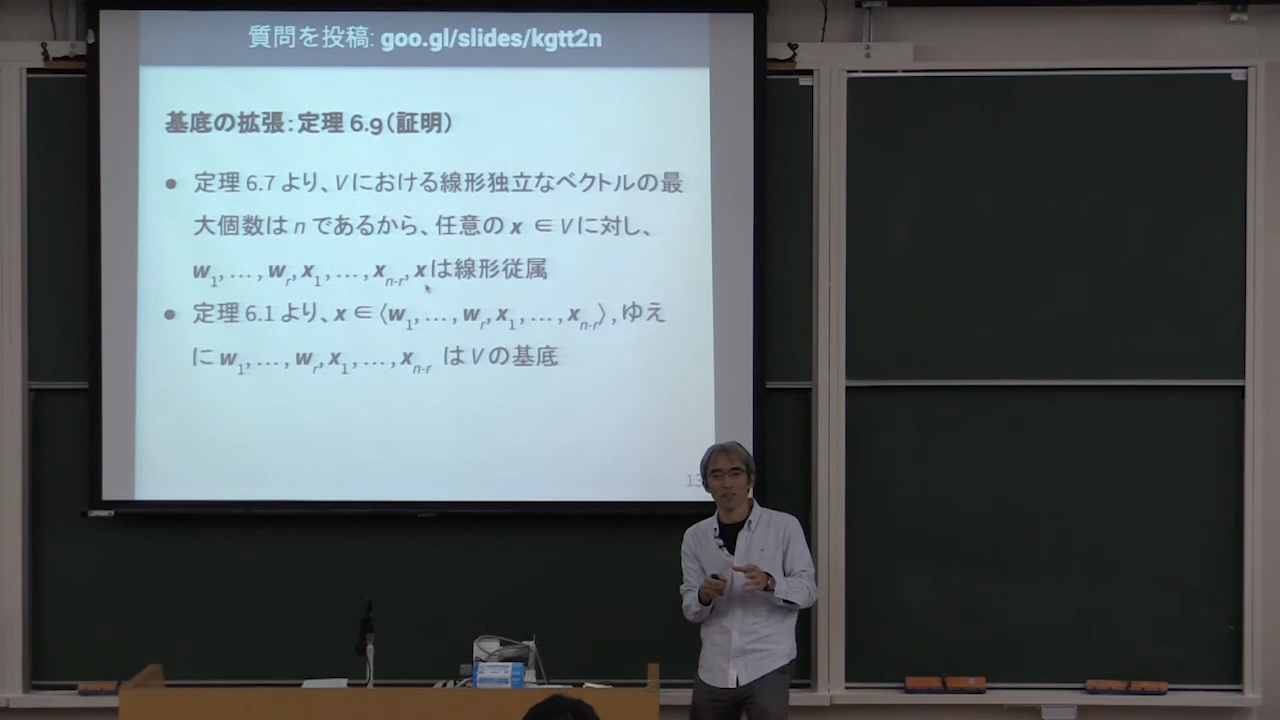 質問を投稿: goo.gl/slides/kgtt2n
基底の拡張：定理 6.9（証明）
● 定理 6.7 より、V における線形独立なベクトルの最
大個数は n であるから、任意の x ∈ V に対し、
w1, … , wr, x1, … , xn-r, x は線形従属
● 定理 6.1 より、x ∈ ⟨w1, … , wr, x1, … , xn-r⟩ , ゆえ
に w1, … , wr, x1, … , xn-r は V の基底